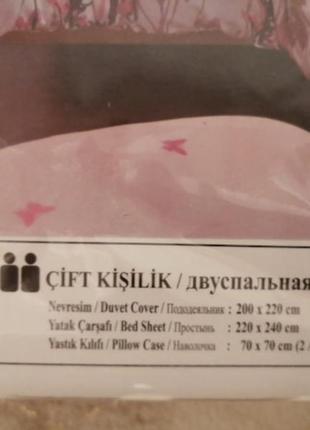 ÇİFT KİŞİLİK / двуспальная
Nevresim / Duvet Cover / Пододеяльник : 200 x 220 cm
Yatak Çarşafı / Bed Sheet / Простынь : 220 x 240 cm
Yastık Kılıfı / Pillow Case / Наволочка : 70 x 70 cm (2